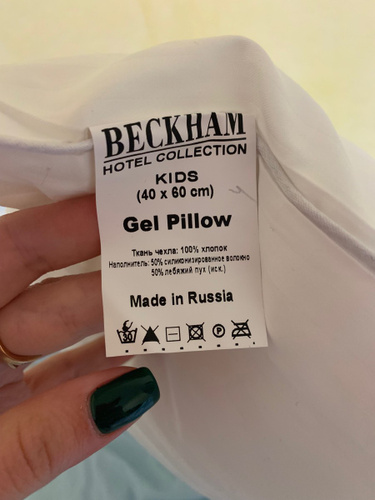 BECKHAM
HOTEL COLLECTION
KIDS
(40 x 60 cm)
Gel Pillow
Ткань чехла: 100% хлопок
Наполнитель: 50% силиконизированное волокно
50% лебяжий пух (иск.)
Made in Russia
30 P